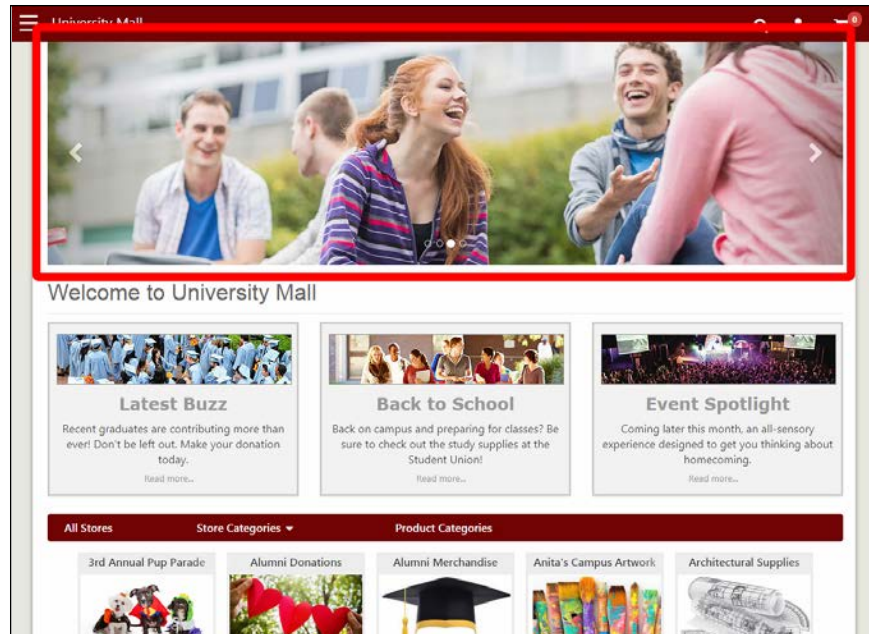 University Mall
0
Welcome to University Mall
Latest Buzz
Recent graduates are contributing more than
ever! Don't be left out. Make your donation
today.
Read more..
Back to School
Back on campus and preparing for classes? Be
sure to check out the study supplies at the
Student Union!
Read more..
Event Spotlight
Coming later this month, an all-sensory
experience designed to get you thinking about
homecoming.
Read more..
All Stores Store Categories Product Categories
3rd Annual Pup Parade Alumni Donations Alumni Merchandise Anita's Campus Artwork Architectural Supplies